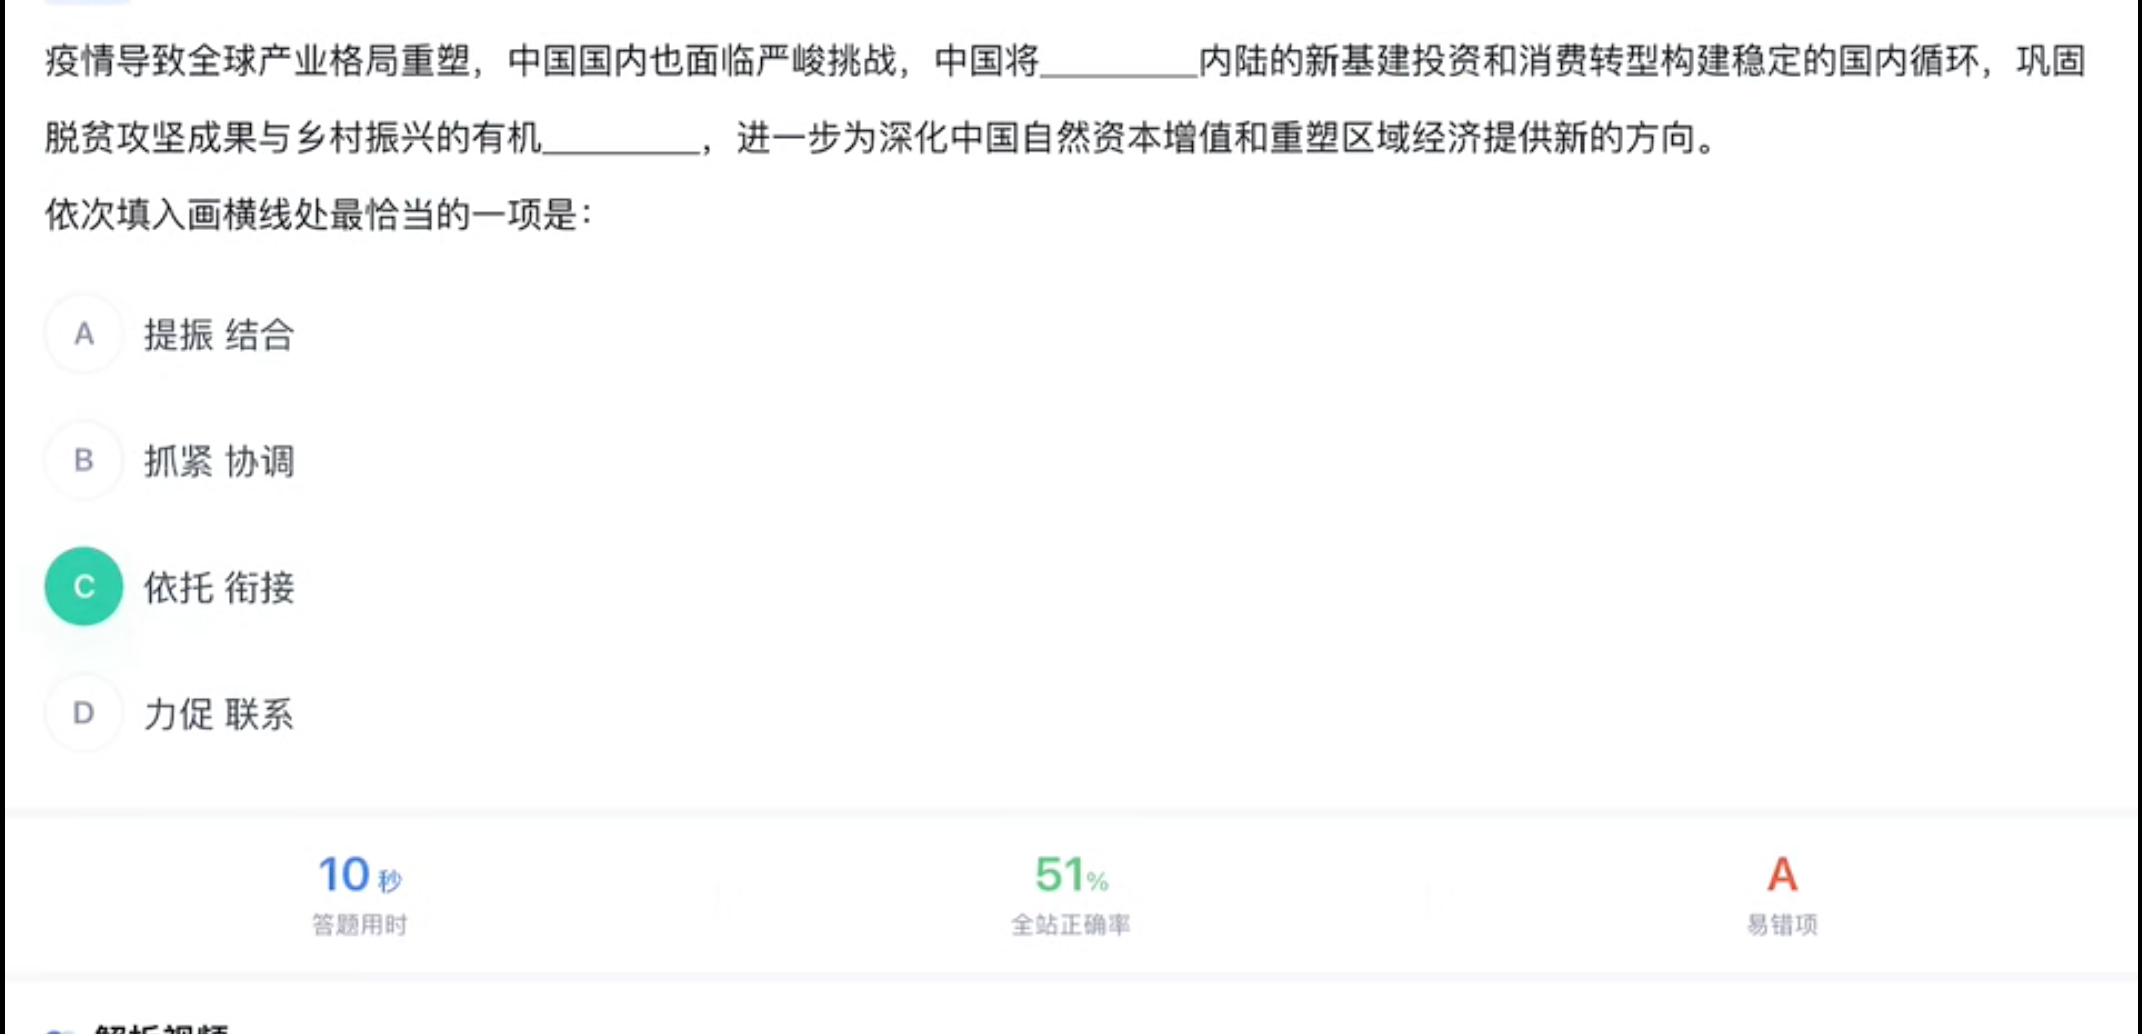 疫情导致全球产业格局重塑，中国国内也面临严峻挑战，中国将________内陆的新基建投资和消费转型构建稳定的国内循环，巩固
脱贫攻坚成果与乡村振兴的有机________，进一步为深化中国自然资本增值和重塑区域经济提供新的方向。
依次填入画横线处最恰当的一项是：
A 提振 结合
B 抓紧 协调
C 依托 衔接
D 力促 联系
10秒 51% A
答题用时 全站正确率 易错项
解析视频